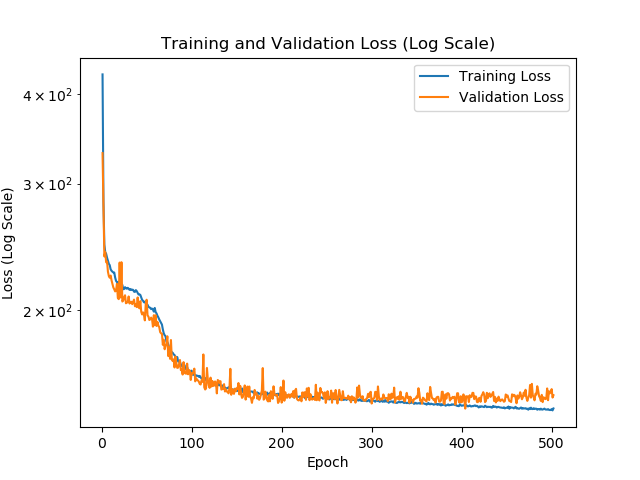 Training and Validation Loss (Log Scale)
Training Loss
Validation Loss
Loss (Log Scale)
4 × 10²
3 × 10²
2 × 10²
0 100 200 300 400 500
Epoch